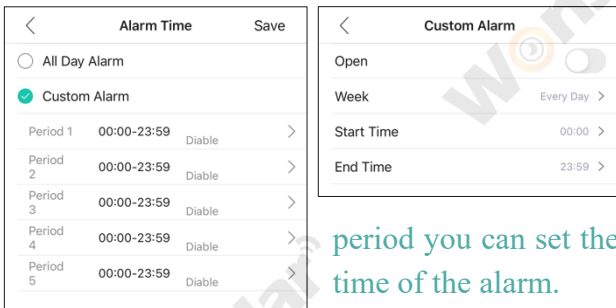 Alarm Time Save
All Day Alarm
Custom Alarm
Period 1 00:00-23:59 Diable
Period 2 00:00-23:59 Diable
Period 3 00:00-23:59 Diable
Period 4 00:00-23:59 Diable
Period 5 00:00-23:59 Diable
Custom Alarm
Open
Week Every Day
Start Time 00:00
End Time 23:59
period you can set the
time of the alarm.